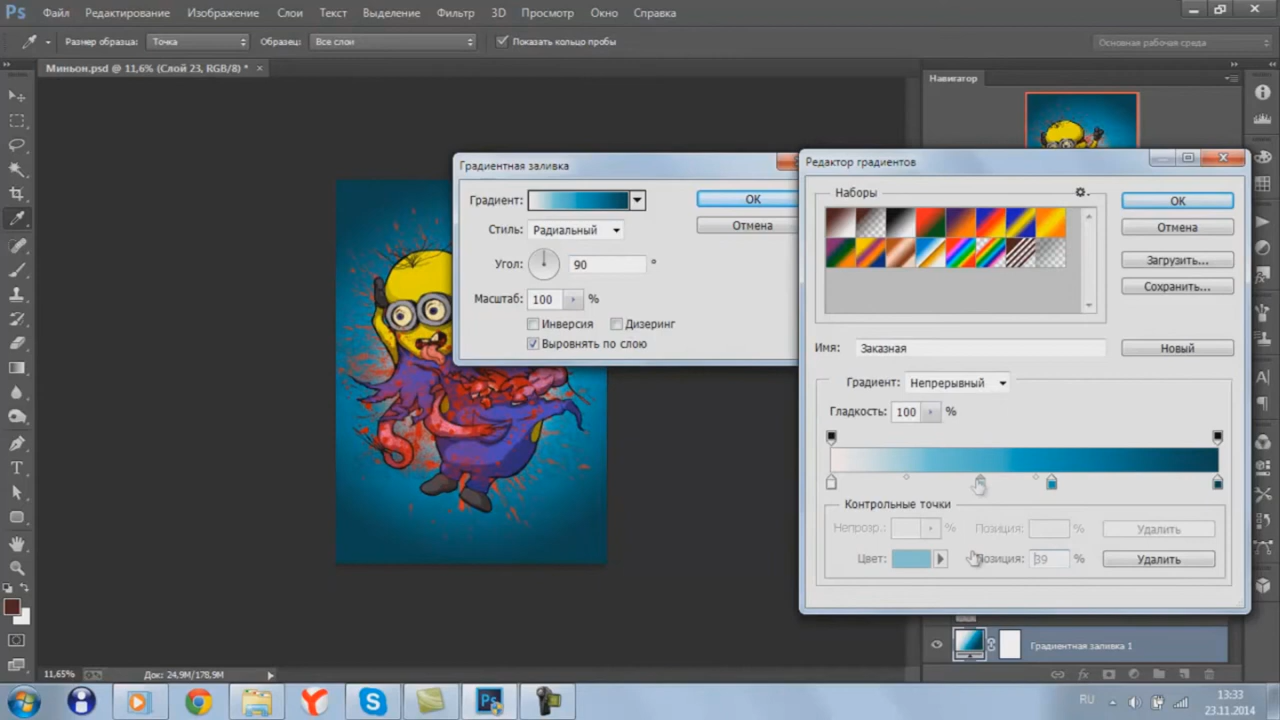 Ps Файл Редактирование Изображение Слои Текст Выделение Фильтр 3D Просмотр Окно Справка
Размер образца: Точка Образец: Все слои Показать кольцо пробы Основная рабочая среда
Миньон.psd @ 11,6% (Слой 23, RGB/8) * ×
Навигатор
Градиентная заливка
Градиент:
OK
Стиль: Радиальный
Отмена
Угол: 90 °
Масштаб: 100 %
Инверсия Дизеринг
Выровнять по слою
Редактор градиентов
Наборы
OK
Отмена
Загрузить...
Сохранить...
Имя: Заказная
Новый
Градиент: Непрерывный
Гладкость: 100 %
Контрольные точки
Непрозр.: % Позиция: % Удалить
Цвет: Позиция: 39 % Удалить
Градиентная заливка 1
11,65% Док: 24,9M/178,9M
RU
13:33
23.11.2014